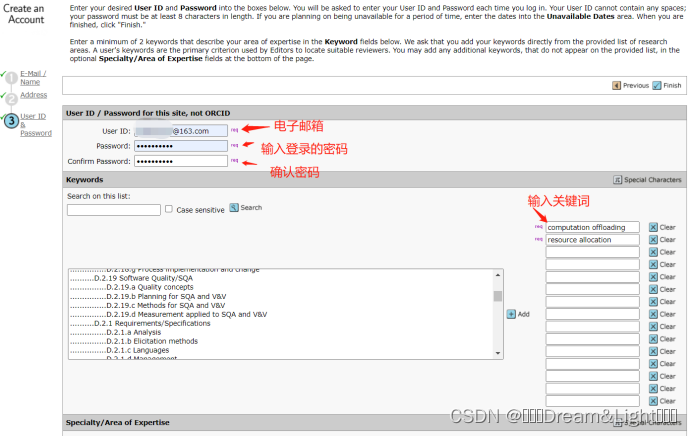 Create an
Account
Enter your desired User ID and Password into the boxes below. You will be asked to enter your User ID and Password each time you log in. Your User ID cannot contain any spaces;
your password must be at least 8 characters in length. If you are planning on being unavailable for a period of time, enter the dates into the Unavailable Dates area. When you are
finished, click "Finish."
Enter a minimum of 2 keywords that describe your area of expertise in the Keyword fields below. We ask that you add your keywords directly from the provided list of research
areas. A user's keywords are the primary criterion used by Editors to locate suitable reviewers. You may add any additional keywords, that do not appear on the provided list, in the
optional Specialty/Area of Expertise fields at the bottom of the page.
1 E-Mail /
Name
2 Address
3 User ID
&
Password
Previous Finish
User ID / Password for this site, not ORCID
User ID: @163.com req 电子邮箱
Password: •••••••••• req 输入登录的密码
Confirm Password: •••••••••• req 确认密码
Keywords Special Characters
Search on this list:
Case sensitive Search
输入关键词
req computation offloading Clear
req resource allocation Clear
Clear
Clear
Clear
Clear
Clear
Clear
Clear
Clear
Clear
Clear
Clear
Clear
Clear
..............D.2.18.g Process implementation and change
..........D.2.19 Software Quality/SQA
..............D.2.19.a Quality concepts
..............D.2.19.b Planning for SQA and V&V
..............D.2.19.c Methods for SQA and V&V
..............D.2.19.d Measurement applied to SQA and V&V
..........D.2.1 Requirements/Specifications
..............D.2.1.a Analysis
..............D.2.1.b Elicitation methods
..............D.2.1.c Languages
..............D.2.1.d Management
Add
Specialty/Area of Expertise Special Characters
CSDN @Dream&Light